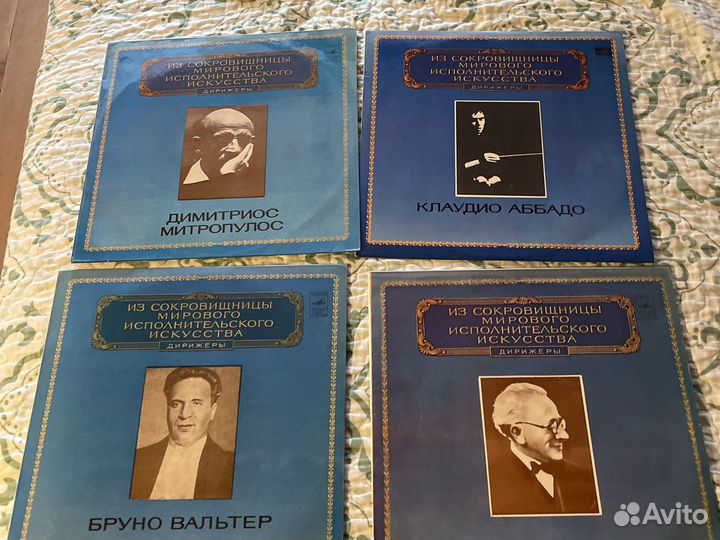 ИЗ СОКРОВИЩНИЦЫ
МИРОВОГО
ИСПОЛНИТЕЛЬСКОГО
ИСКУССТВА
ДИРИЖЕРЫ
ДИМИТРИОС
МИТРОПУЛОС
ИЗ СОКРОВИЩНИЦЫ
МИРОВОГО
ИСПОЛНИТЕЛЬСКОГО
ИСКУССТВА
ДИРИЖЕРЫ
КЛАУДИО АББАДО
ИЗ СОКРОВИЩНИЦЫ
МИРОВОГО
ИСПОЛНИТЕЛЬСКОГО
ИСКУССТВА
ДИРИЖЕРЫ
БРУНО ВАЛЬТЕР
ИЗ СОКРОВИЩНИЦЫ
МИРОВОГО
ИСПОЛНИТЕЛЬСКОГО
ИСКУССТВА
ДИРИЖЕРЫ
Avito